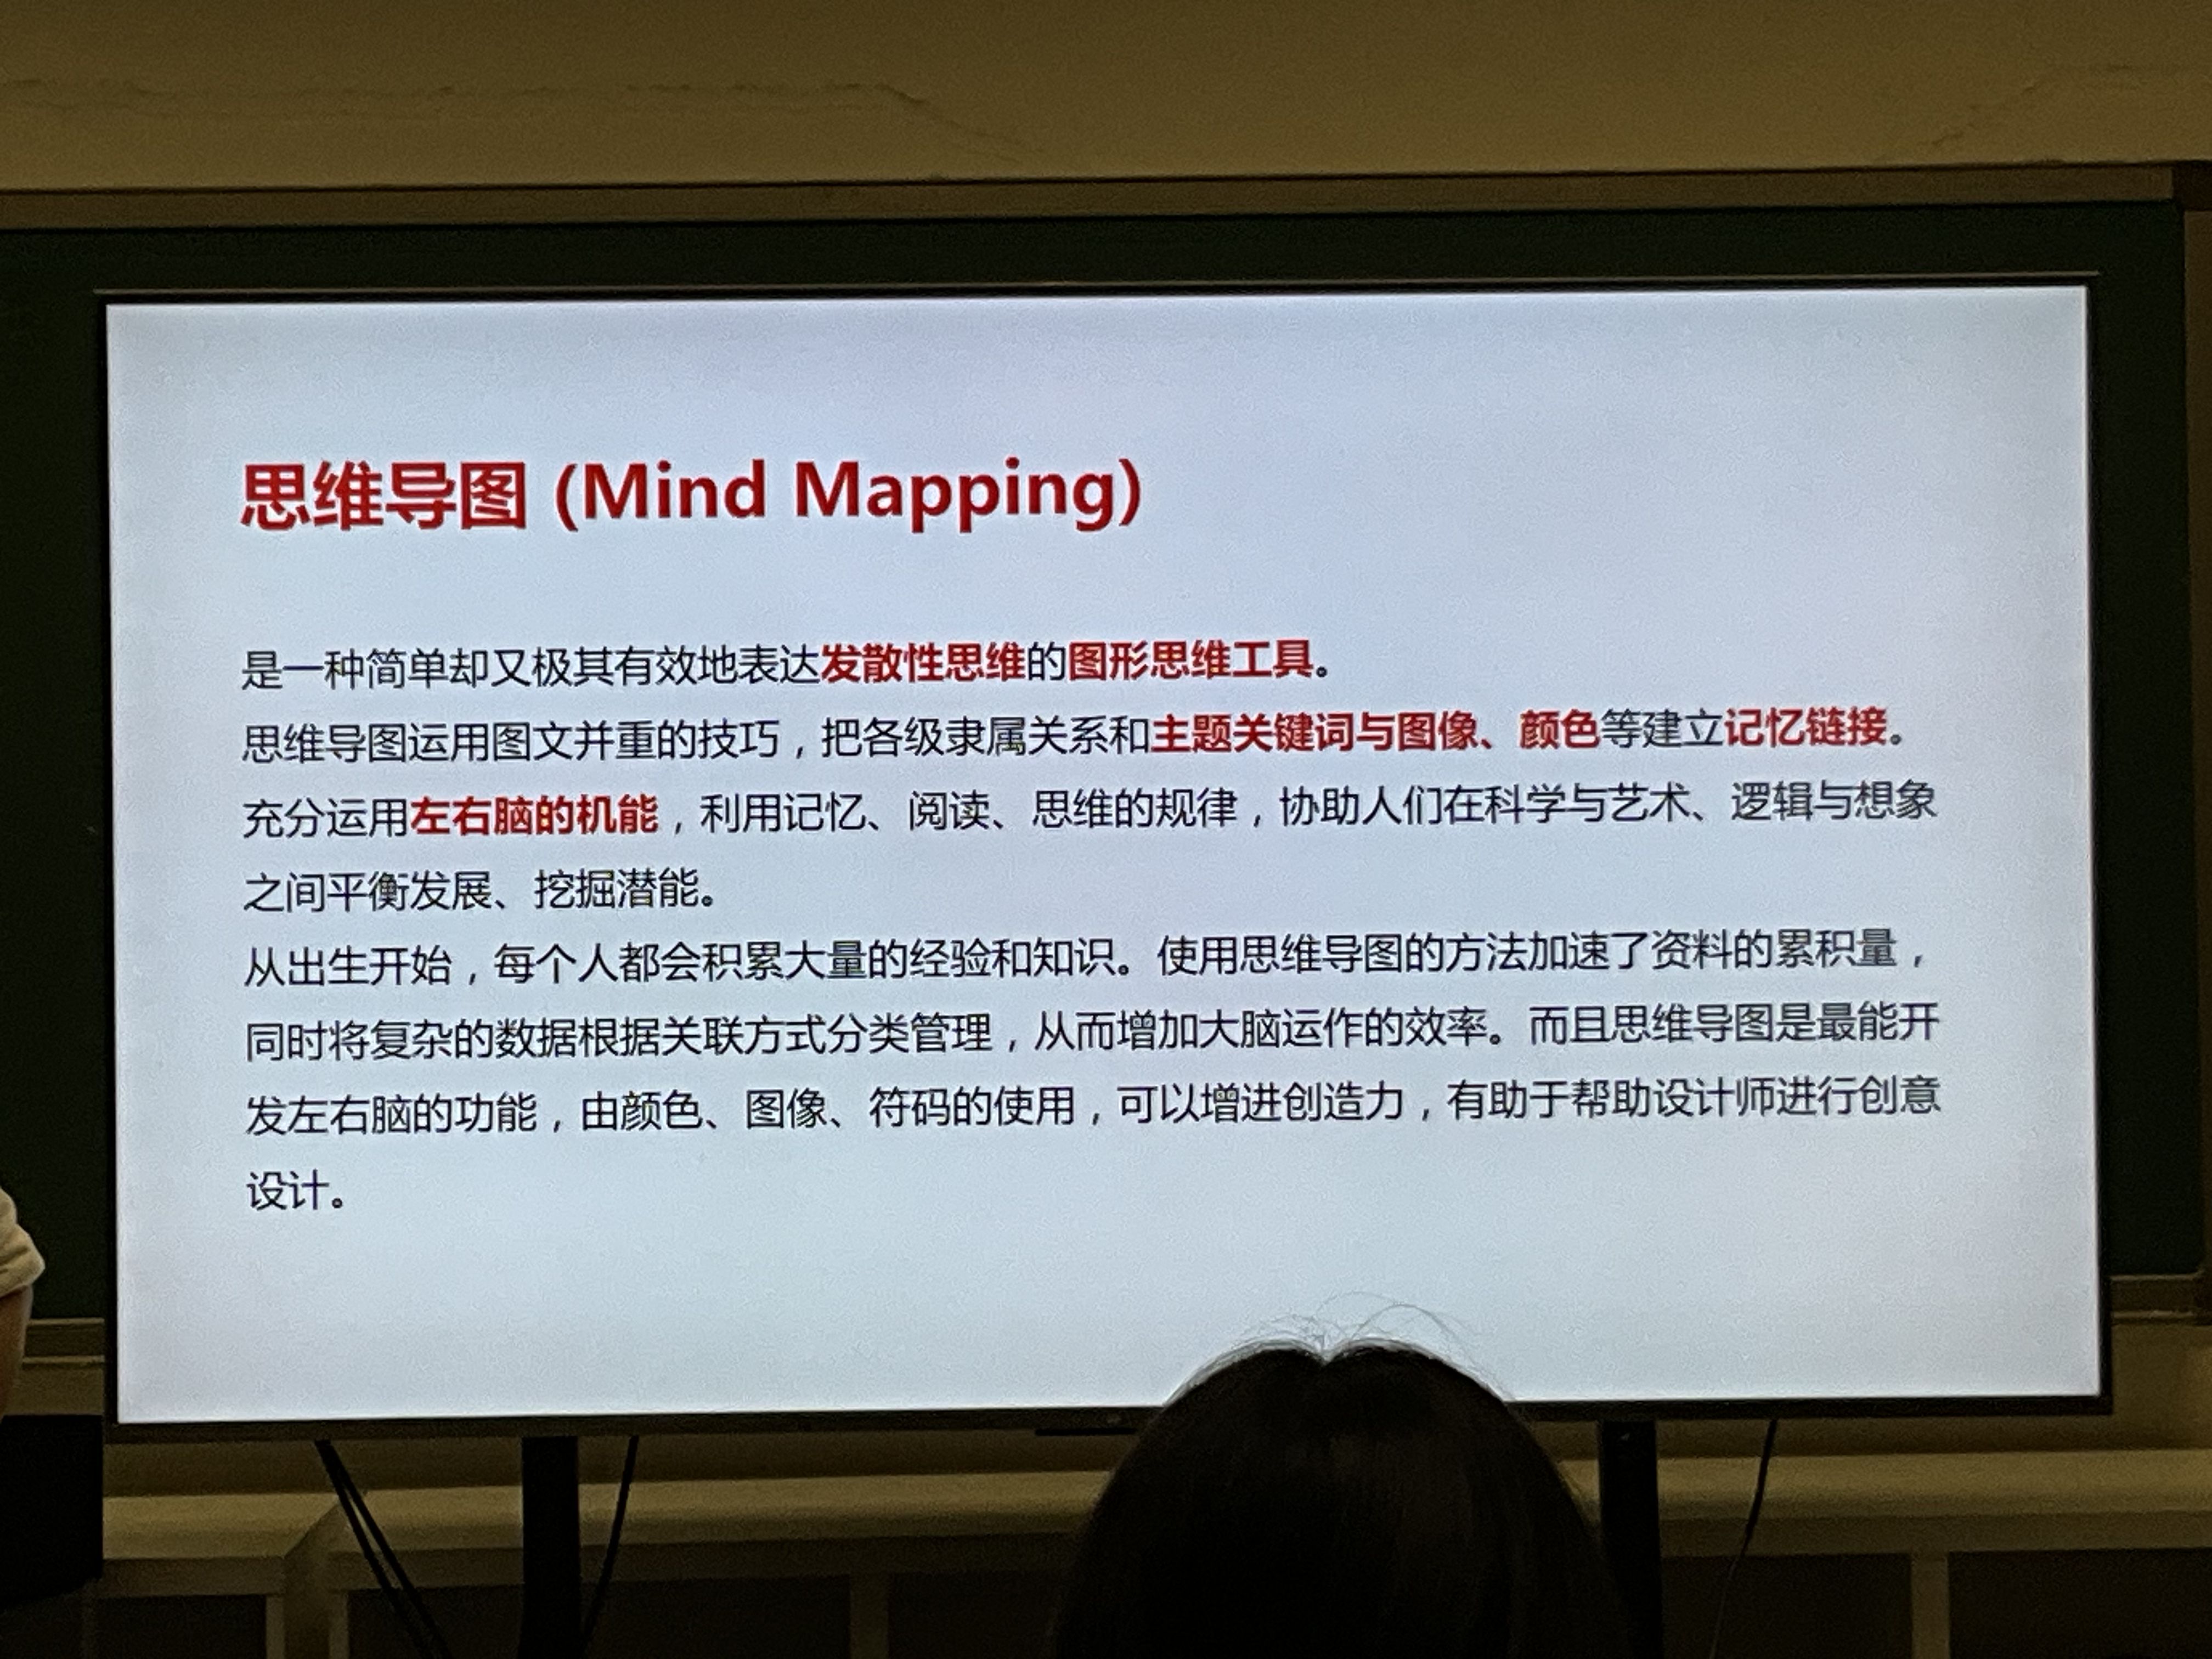 思维导图 (Mind Mapping)
是一种简单却又极其有效地表达发散性思维的图形思维工具。
思维导图运用图文并重的技巧，把各级隶属关系和主题关键词与图像、颜色等建立记忆链接。
充分运用左右脑的机能，利用记忆、阅读、思维的规律，协助人们在科学与艺术、逻辑与想象
之间平衡发展、挖掘潜能。
从出生开始，每个人都会积累大量的经验和知识。使用思维导图的方法加速了资料的累积量，
同时将复杂的数据根据关联方式分类管理，从而增加大脑运作的效率。而且思维导图是最能开
发左右脑的功能，由颜色、图像、符码的使用，可以增进创造力，有助于帮助设计师进行创意
设计。